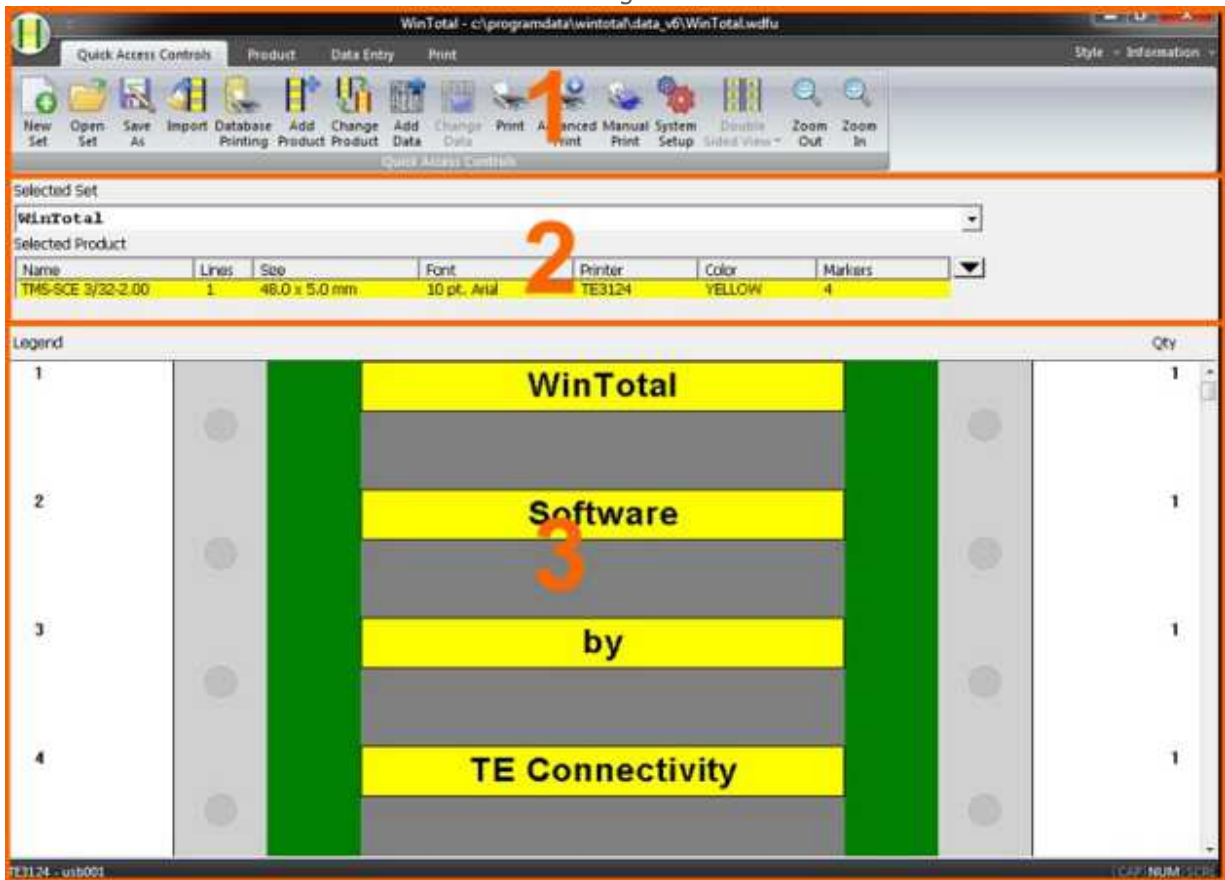 WinTotal - c:\programdata\wintotal\data_v6\WinTotal.wdfu
Quick Access Controls Product Data Entry Print Style Information
1
New Set
Open Set
Save As
Import
Database Printing
Add Product
Change Product
Add Data
Change Data
Print
Advanced Print
Manual Print
System Setup
Double Sided View
Zoom Out
Zoom In
Quick Access Controls
Selected Set
WinTotal
2
Selected Product
Name Lines Size Font Printer Color Markers
TMS-SCE 3/32-2.00 1 48.0 x 5.0 mm 10 pt. Arial TE3124 YELLOW 4
Legend Qty
1 WinTotal 1
2 Software 1
3
3 by 1
4 TE Connectivity 1
TE3124 - usb001 CAP NUM SCRL